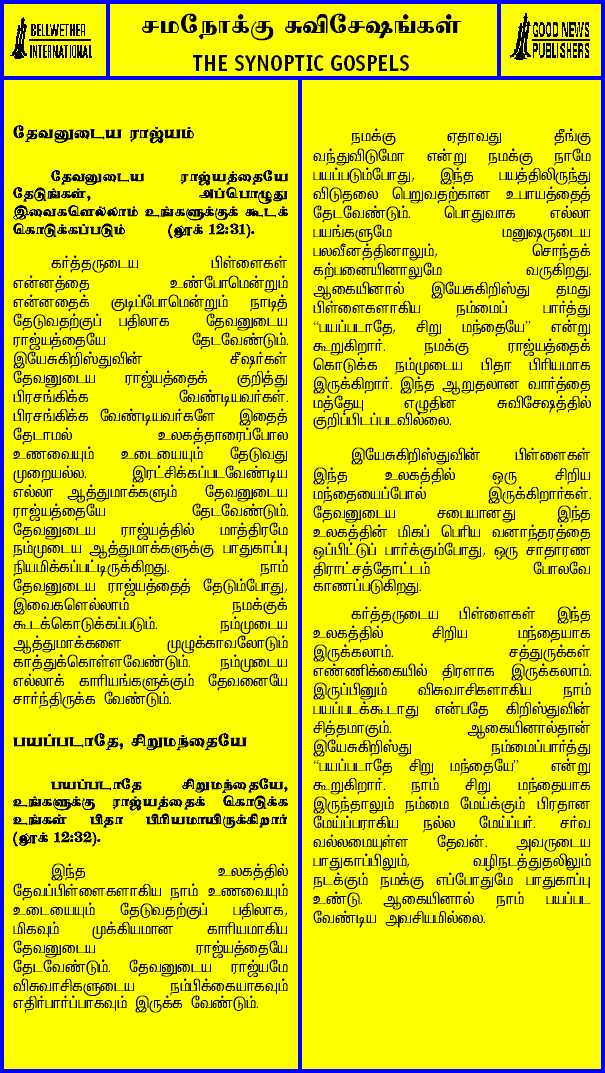 BELLWETHER
INTERNATIONAL
சமநோக்கு சுவிசேஷங்கள்
THE SYNOPTIC GOSPELS
GOOD NEWS
PUBLISHERS
தேவனுடைய ராஜ்யம்
தேவனுடைய ராஜ்யத்தையே
தேடுங்கள், அப்பொழுது
இவைகளெல்லாம் உங்களுக்குக் கூடக்
கொடுக்கப்படும் (லூக் 12:31).
கர்த்தருடைய பிள்ளைகள்
என்னத்தை உண்போமென்றும்
என்னதைக் குடிப்போமென்றும் நாடித்
தேடுவதற்குப் பதிலாக தேவனுடைய
ராஜ்யத்தையே தேடவேண்டும்.
இயேசுகிறிஸ்துவின் சீஷர்கள்
தேவனுடைய ராஜ்யத்தைக் குறித்து
பிரசங்கிக்க வேண்டியவர்கள்.
பிரசங்கிக்க வேண்டியவர்களே இதைத்
தேடாமல் உலகத்தாரைப்போல
உணவையும் உடையையும் தேடுவது
முறையல்ல. இரட்சிக்கப்படவேண்டிய
எல்லா ஆத்துமாக்களும் தேவனுடைய
ராஜ்யத்தையே தேடவேண்டும்.
தேவனுடைய ராஜ்யத்தில் மாத்திரமே
நம்முடைய ஆத்துமாக்களுக்கு பாதுகாப்பு
நியமிக்கப்பட்டிருக்கிறது. நாம்
தேவனுடைய ராஜ்யத்தைத் தேடும்போது,
இவைகளெல்லாம் நமக்குக்
கூடக்கொடுக்கப்படும். நம்முடைய
ஆத்துமாக்களை முழுக்காவலோடும்
காத்துக்கொள்ளவேண்டும். நம்முடைய
எல்லாக் காரியங்களுக்கும் தேவனையே
சார்ந்திருக்க வேண்டும்.
பயப்படாதே, சிறுமந்தையே
பயப்படாதே சிறுமந்தையே,
உங்களுக்கு ராஜ்யத்தைக் கொடுக்க
உங்கள் பிதா பிரியமாயிருக்கிறார்
(லூக் 12:32).
இந்த உலகத்தில்
தேவப்பிள்ளைகளாகிய நாம் உணவையும்
உடையையும் தேடுவதற்குப் பதிலாக,
மிகவும் முக்கியமான காரியமாகிய
தேவனுடைய ராஜ்யத்தையே
தேடவேண்டும். தேவனுடைய ராஜ்யமே
விசுவாசிகளுடைய நம்பிக்கையாகவும்
எதிர்பார்ப்பாகவும் இருக்க வேண்டும்.
நமக்கு ஏதாவது தீங்கு
வந்துவிடுமோ என்று நமக்கு நாமே
பயப்படும்போது, இந்த பயத்திலிருந்து
விடுதலை பெறுவதற்கான உபாயத்தைத்
தேடவேண்டும். பொதுவாக எல்லா
பயங்களுமே மனுஷருடைய
பலவீனத்தினாலும், சொந்தக்
கற்பனையினாலுமே வருகிறது.
ஆகையினால் இயேசுகிறிஸ்து தமது
பிள்ளைகளாகிய நம்மைப் பார்த்து
“பயப்படாதே, சிறு மந்தையே” என்று
கூறுகிறார். நமக்கு ராஜ்யத்தைக்
கொடுக்க நம்முடைய பிதா பிரியமாக
இருக்கிறார். இந்த ஆறுதலான வார்த்தை
மத்தேயு எழுதின சுவிசேஷத்தில்
குறிப்பிடப்படவில்லை.
இயேசுகிறிஸ்துவின் பிள்ளைகள்
இந்த உலகத்தில் ஒரு சிறிய
மந்தையைப்போல் இருக்கிறார்கள்.
தேவனுடைய சபையானது இந்த
உலகத்தின் மிகப் பெரிய வனாந்தரத்தை
ஒப்பிட்டுப் பார்க்கும்போது, ஒரு சாதாரண
திராட்சத்தோட்டம் போலவே
காணப்படுகிறது.
கர்த்தருடைய பிள்ளைகள் இந்த
உலகத்தில் சிறிய மந்தையாக
இருக்கலாம். சத்துருக்கள்
எண்ணிக்கையில் திரளாக இருக்கலாம்.
இருப்பினும் விசுவாசிகளாகிய நாம்
பயப்படக்கூடாது என்பதே கிறிஸ்துவின்
சித்தமாகும். ஆகையினால்தான்
இயேசுகிறிஸ்து நம்மைப்பார்த்து
“பயப்படாதே சிறு மந்தையே” என்று
கூறுகிறார். நாம் சிறு மந்தையாக
இருந்தாலும் நம்மை மேய்க்கும் பிரதான
மேய்ப்பராகிய நல்ல மேய்ப்பர். சர்வ
வல்லமையுள்ள தேவன். அவருடைய
பாதுகாப்பிலும், வழிநடத்துதலிலும்
நடக்கும் நமக்கு எப்போதுமே பாதுகாப்பு
உண்டு. ஆகையினால் நாம் பயப்பட
வேண்டிய அவசியமில்லை.